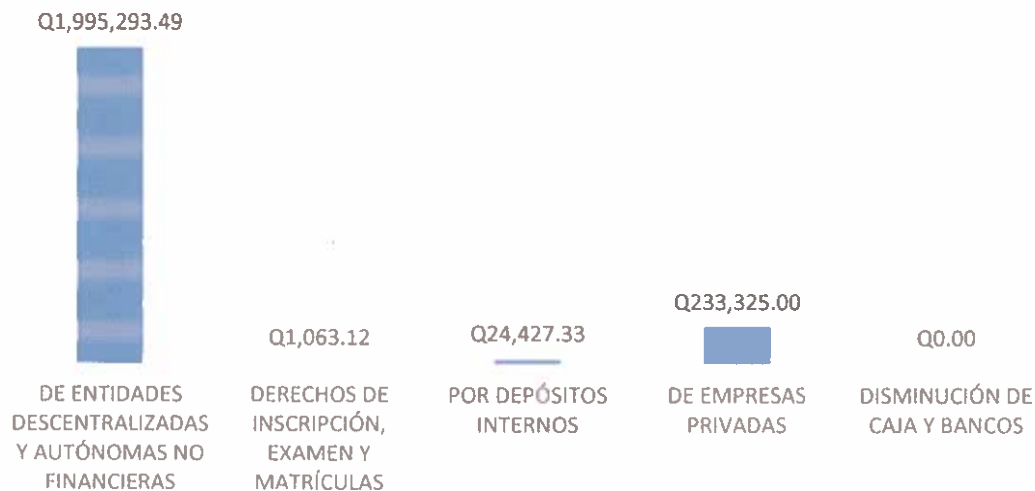 Q1,995,293.49
Q1,063.12
Q24,427.33
Q233,325.00
Q0.00
DE ENTIDADES
DESCENTRALIZADAS
Y AUTÓNOMAS NO
FINANCIERAS
DERECHOS DE
INSCRIPCIÓN,
EXAMEN Y
MATRÍCULAS
POR DEPÓSITOS
INTERNOS
DE EMPRESAS
PRIVADAS
DISMINUCIÓN DE
CAJA Y BANCOS